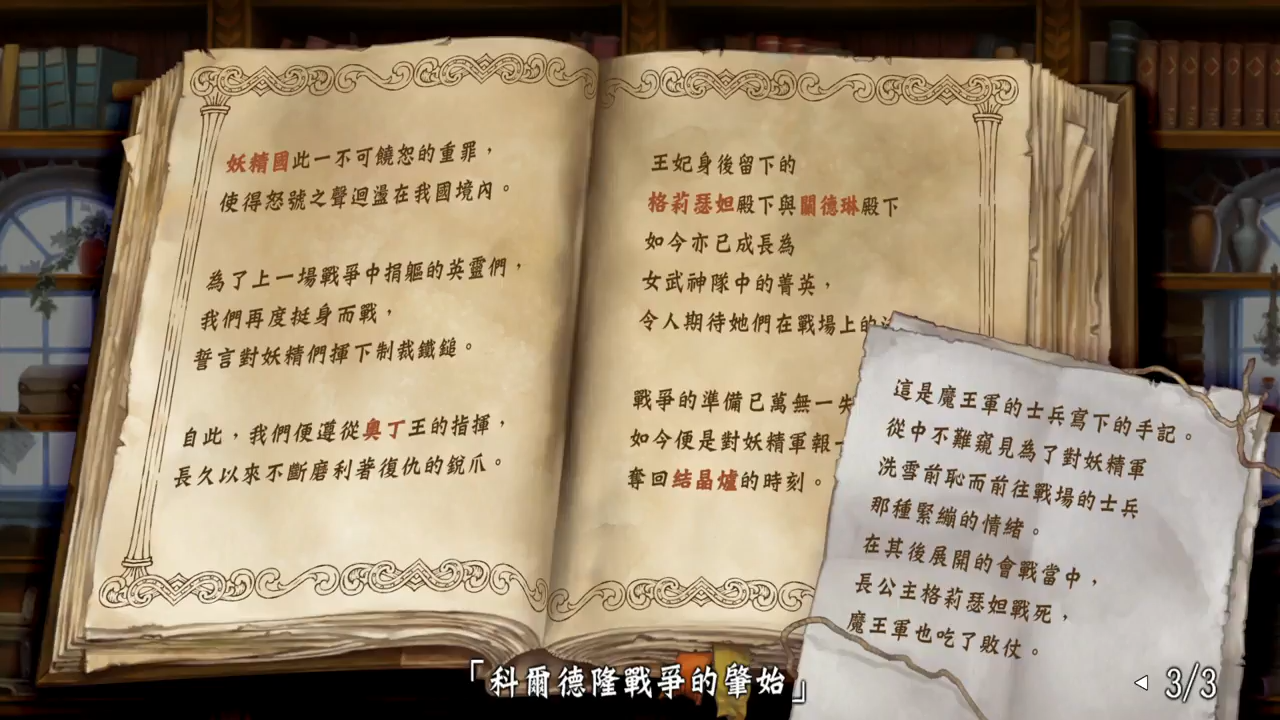 妖精國此一不可饒恕的重罪，
使得怒號之聲迴盪在我國境內。
為了上一場戰爭中捐軀的英靈們，
我們再度挺身而戰，
誓言對妖精們揮下制裁鐵鎚。
自此，我們便遵從奧丁王的指揮，
長久以來不斷磨利著復仇的銳爪。
王妃身後留下的
格莉瑟妲殿下與關德琳殿下
如今亦已成長為
女武神隊中的菁英，
令人期待她們在戰場上的
戰爭的準備已萬無一失
如今便是對妖精軍報一
奪回結晶爐的時刻。
這是魔王軍的士兵寫下的手記。
從中不難窺見為了對妖精軍
洗雪前恥而前往戰場的士兵
那種緊繃的情緒。
在其後展開的會戰當中，
長公主格莉瑟妲戰死，
魔王軍也吃了敗仗。
「科爾德隆戰爭的肇始」
◀ 3/3